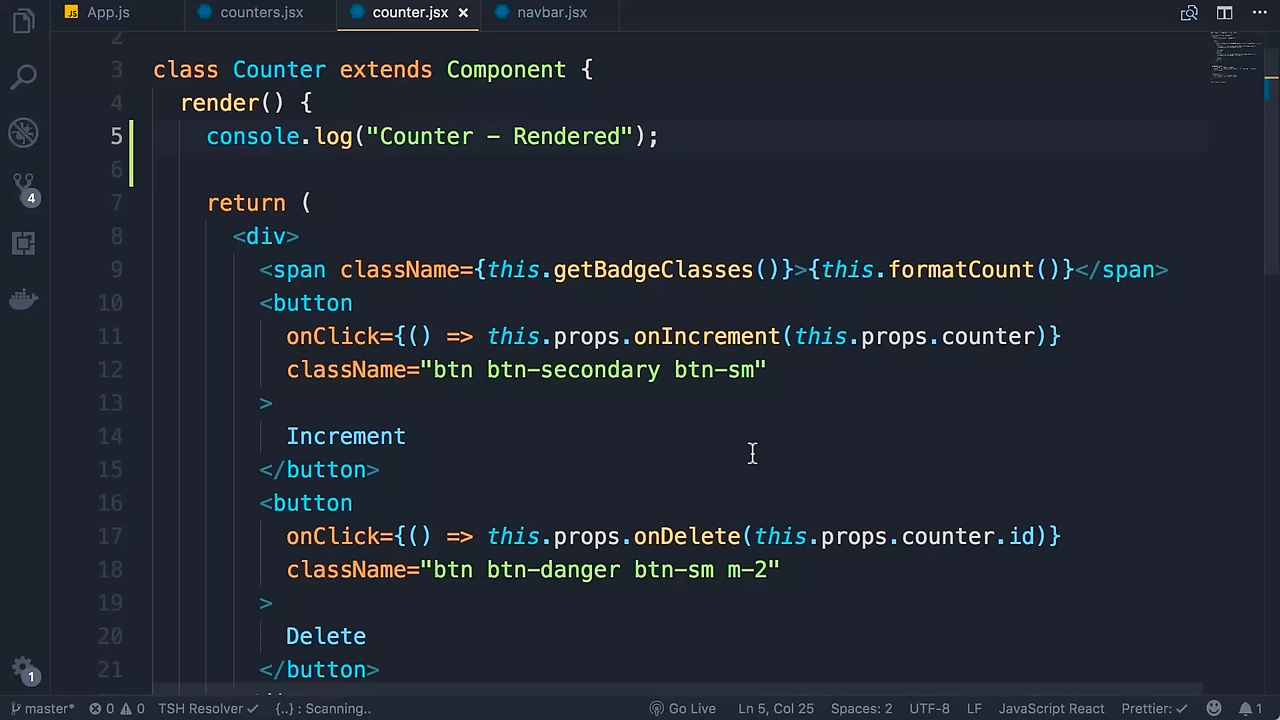 JS App.js counters.jsx counter.jsx × navbar.jsx ···
2
3 class Counter extends Component {
4 render() {
5 console.log("Counter - Rendered");
6
7 return (
8 <div>
9 <span className={this.getBadgeClasses()}>{this.formatCount()}</span>
10 <button
11 onClick={() => this.props.onIncrement(this.props.counter)}
12 className="btn btn-secondary btn-sm"
13 >
14 Increment
15 </button>
16 <button
17 onClick={() => this.props.onDelete(this.props.counter.id)}
18 className="btn btn-danger btn-sm m-2"
19 >
20 Delete
21 </button>
4
1
master* 0 0 TSH Resolver ✓ {..} : Scanning.. Go Live Ln 5, Col 25 Spaces: 2 UTF-8 LF JavaScript React Prettier: ✓ 1